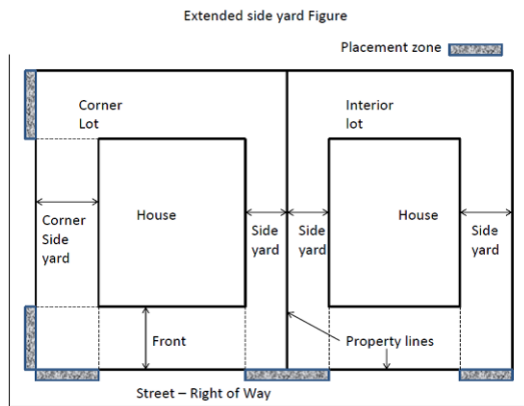 Extended side yard Figure
Placement zone
Corner
Lot
Interior
lot
House
House
Corner
Side
yard
Side
yard
Side
yard
Side
yard
Front
Property lines
Street – Right of Way